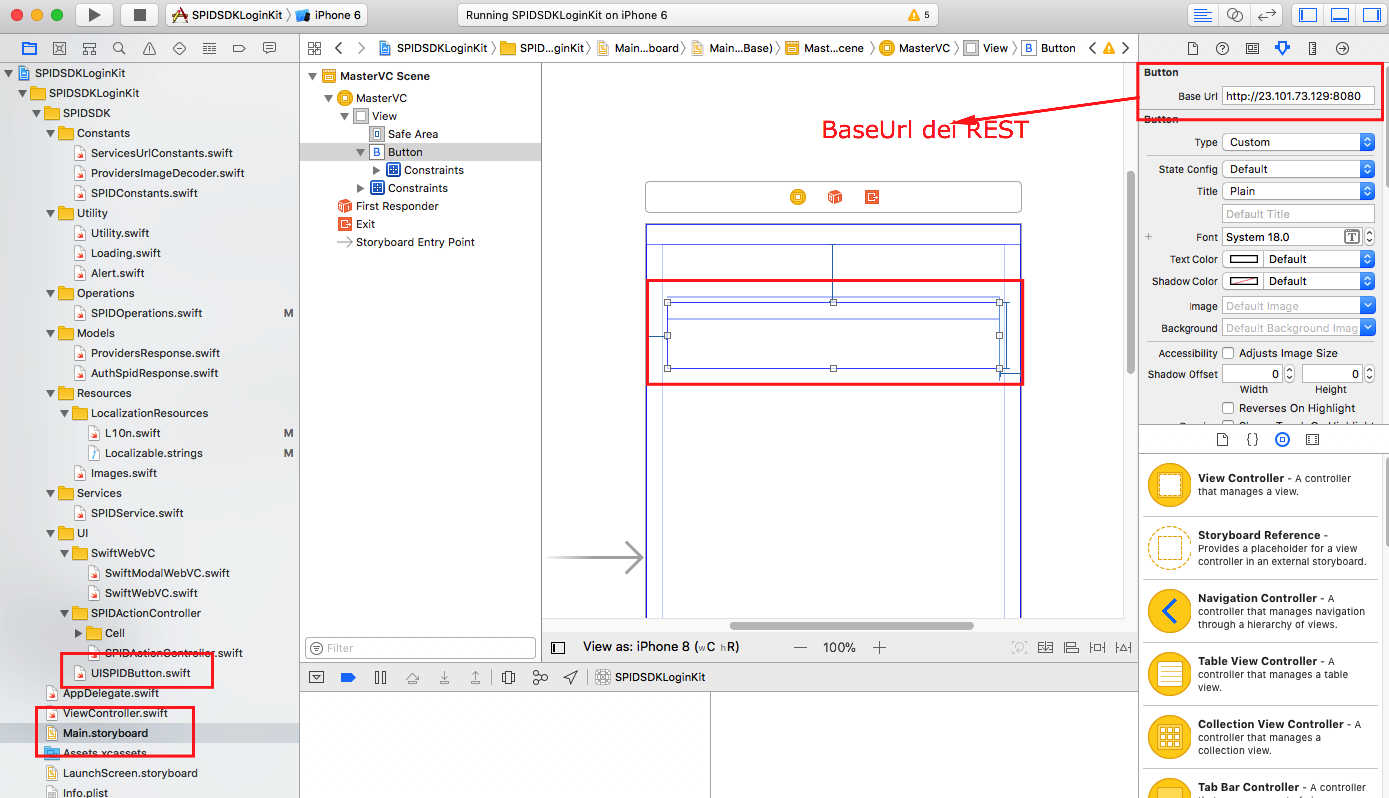 SPIDSDKLoginKit
iPhone 6
Running SPIDSDKLoginKit on iPhone 6
5
SPIDSDKLoginKit
SPIDSDKLoginKit
SPIDSDK
Constants
ServicesUrlConstants.swift
ProvidersImageDecoder.swift
SPIDConstants.swift
Utility
Utility.swift
Loading.swift
Alert.swift
Operations
SPIDOperations.swift M
Models
ProvidersResponse.swift
AuthSpidResponse.swift
Resources
LocalizationResources
L10n.swift M
Localizable.strings M
Images.swift
Services
SPIDService.swift
UI
SwiftWebVC
SwiftModalWebVC.swift
SwiftWebVC.swift
SPIDActionController
Cell
SPIDActionController.swift
UISPIDButton.swift
AppDelegate.swift
ViewController.swift
Main.storyboard
Assets.xcassets
LaunchScreen.storyboard
Info.plist
SPIDSDKLoginKit
SPID...ginKit
Main...board
Main...Base)
Mast...cene
MasterVC
View
B Button
MasterVC Scene
MasterVC
View
Safe Area
B Button
Constraints
Constraints
First Responder
Exit
Storyboard Entry Point
Filter
BaseUrl dei REST
View as: iPhone 8 (wC hR)
100%
SPIDSDKLoginKit
Button
Base Url http://23.101.73.129:8080
Button
Type Custom
State Config Default
Title Plain
Default Title
Font System 18.0 T
Text Color Default
Shadow Color Default
Image Default Image
Background Default Background Imag
Accessibility Adjusts Image Size
Shadow Offset 0 0
Width Height
Reverses On Highlight
{}
View Controller - A controller
that manages a view.
Storyboard Reference -
Provides a placeholder for a view
controller in an external storyboard.
Navigation Controller - A
controller that manages navigation
through a hierarchy of views.
Table View Controller - A
controller that manages a table
view.
Collection View Controller - A
controller that manages a
collection view.
Tab Bar Controller - A controller